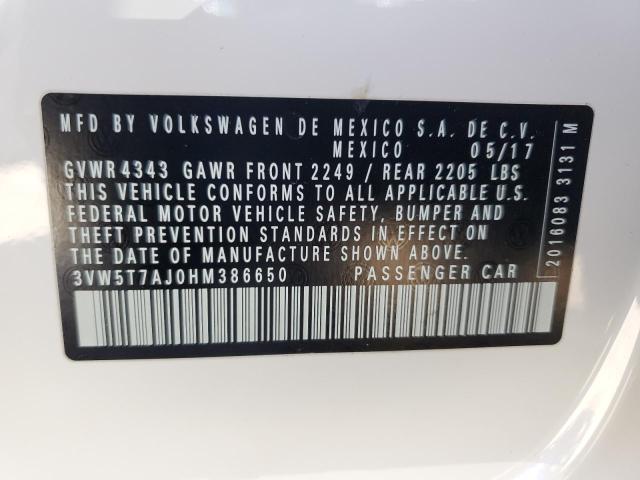 MFD BY VOLKSWAGEN DE MEXICO S.A. DE C.V.
MEXICO 05/17
GVWR 4343 GAWR FRONT 2249 / REAR 2205 LBS
THIS VEHICLE CONFORMS TO ALL APPLICABLE U.S.
FEDERAL MOTOR VEHICLE SAFETY, BUMPER AND
THEFT PREVENTION STANDARDS IN EFFECT ON THE
DATE OF MANUFACTURE SHOWN ABOVE.
3VW5T7AJ0HM386650 PASSENGER CAR
2016083 3131 M